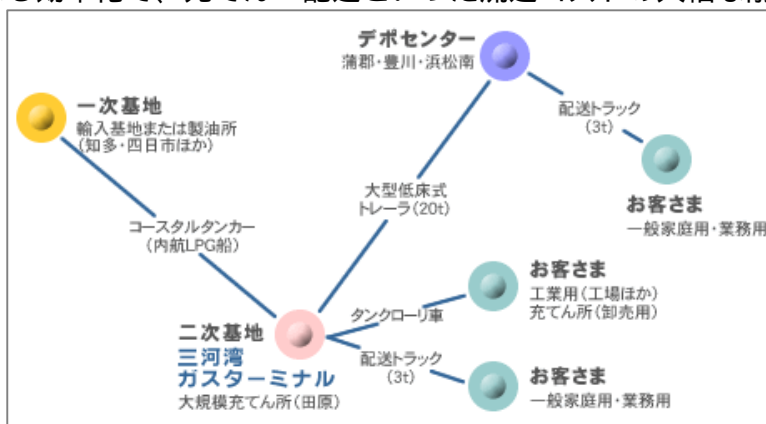 デポセンター
蒲郡・豊川・浜松南
一次基地
輸入基地または製油所
(知多・四日市ほか)
配送トラック
(3t)
大型低床式
トレーラ(20t)
お客さま
一般家庭用・業務用
コースタルタンカー
(内航LPG船)
お客さま
工業用(工場ほか)
充てん所(卸売用)
タンクローリ車
二次基地
三河湾
ガスターミナル
大規模充てん所(田原)
配送トラック
(3t)
お客さま
一般家庭用・業務用